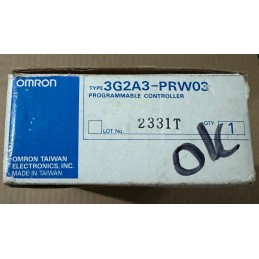 OMRON
TYPE 3G2A3-PRW03
PROGRAMMABLE CONTROLLER
LOT No. 2331T
QTY 1
OK
OMRON TAIWAN
ELECTRONICS, INC.
MADE IN TAIWAN